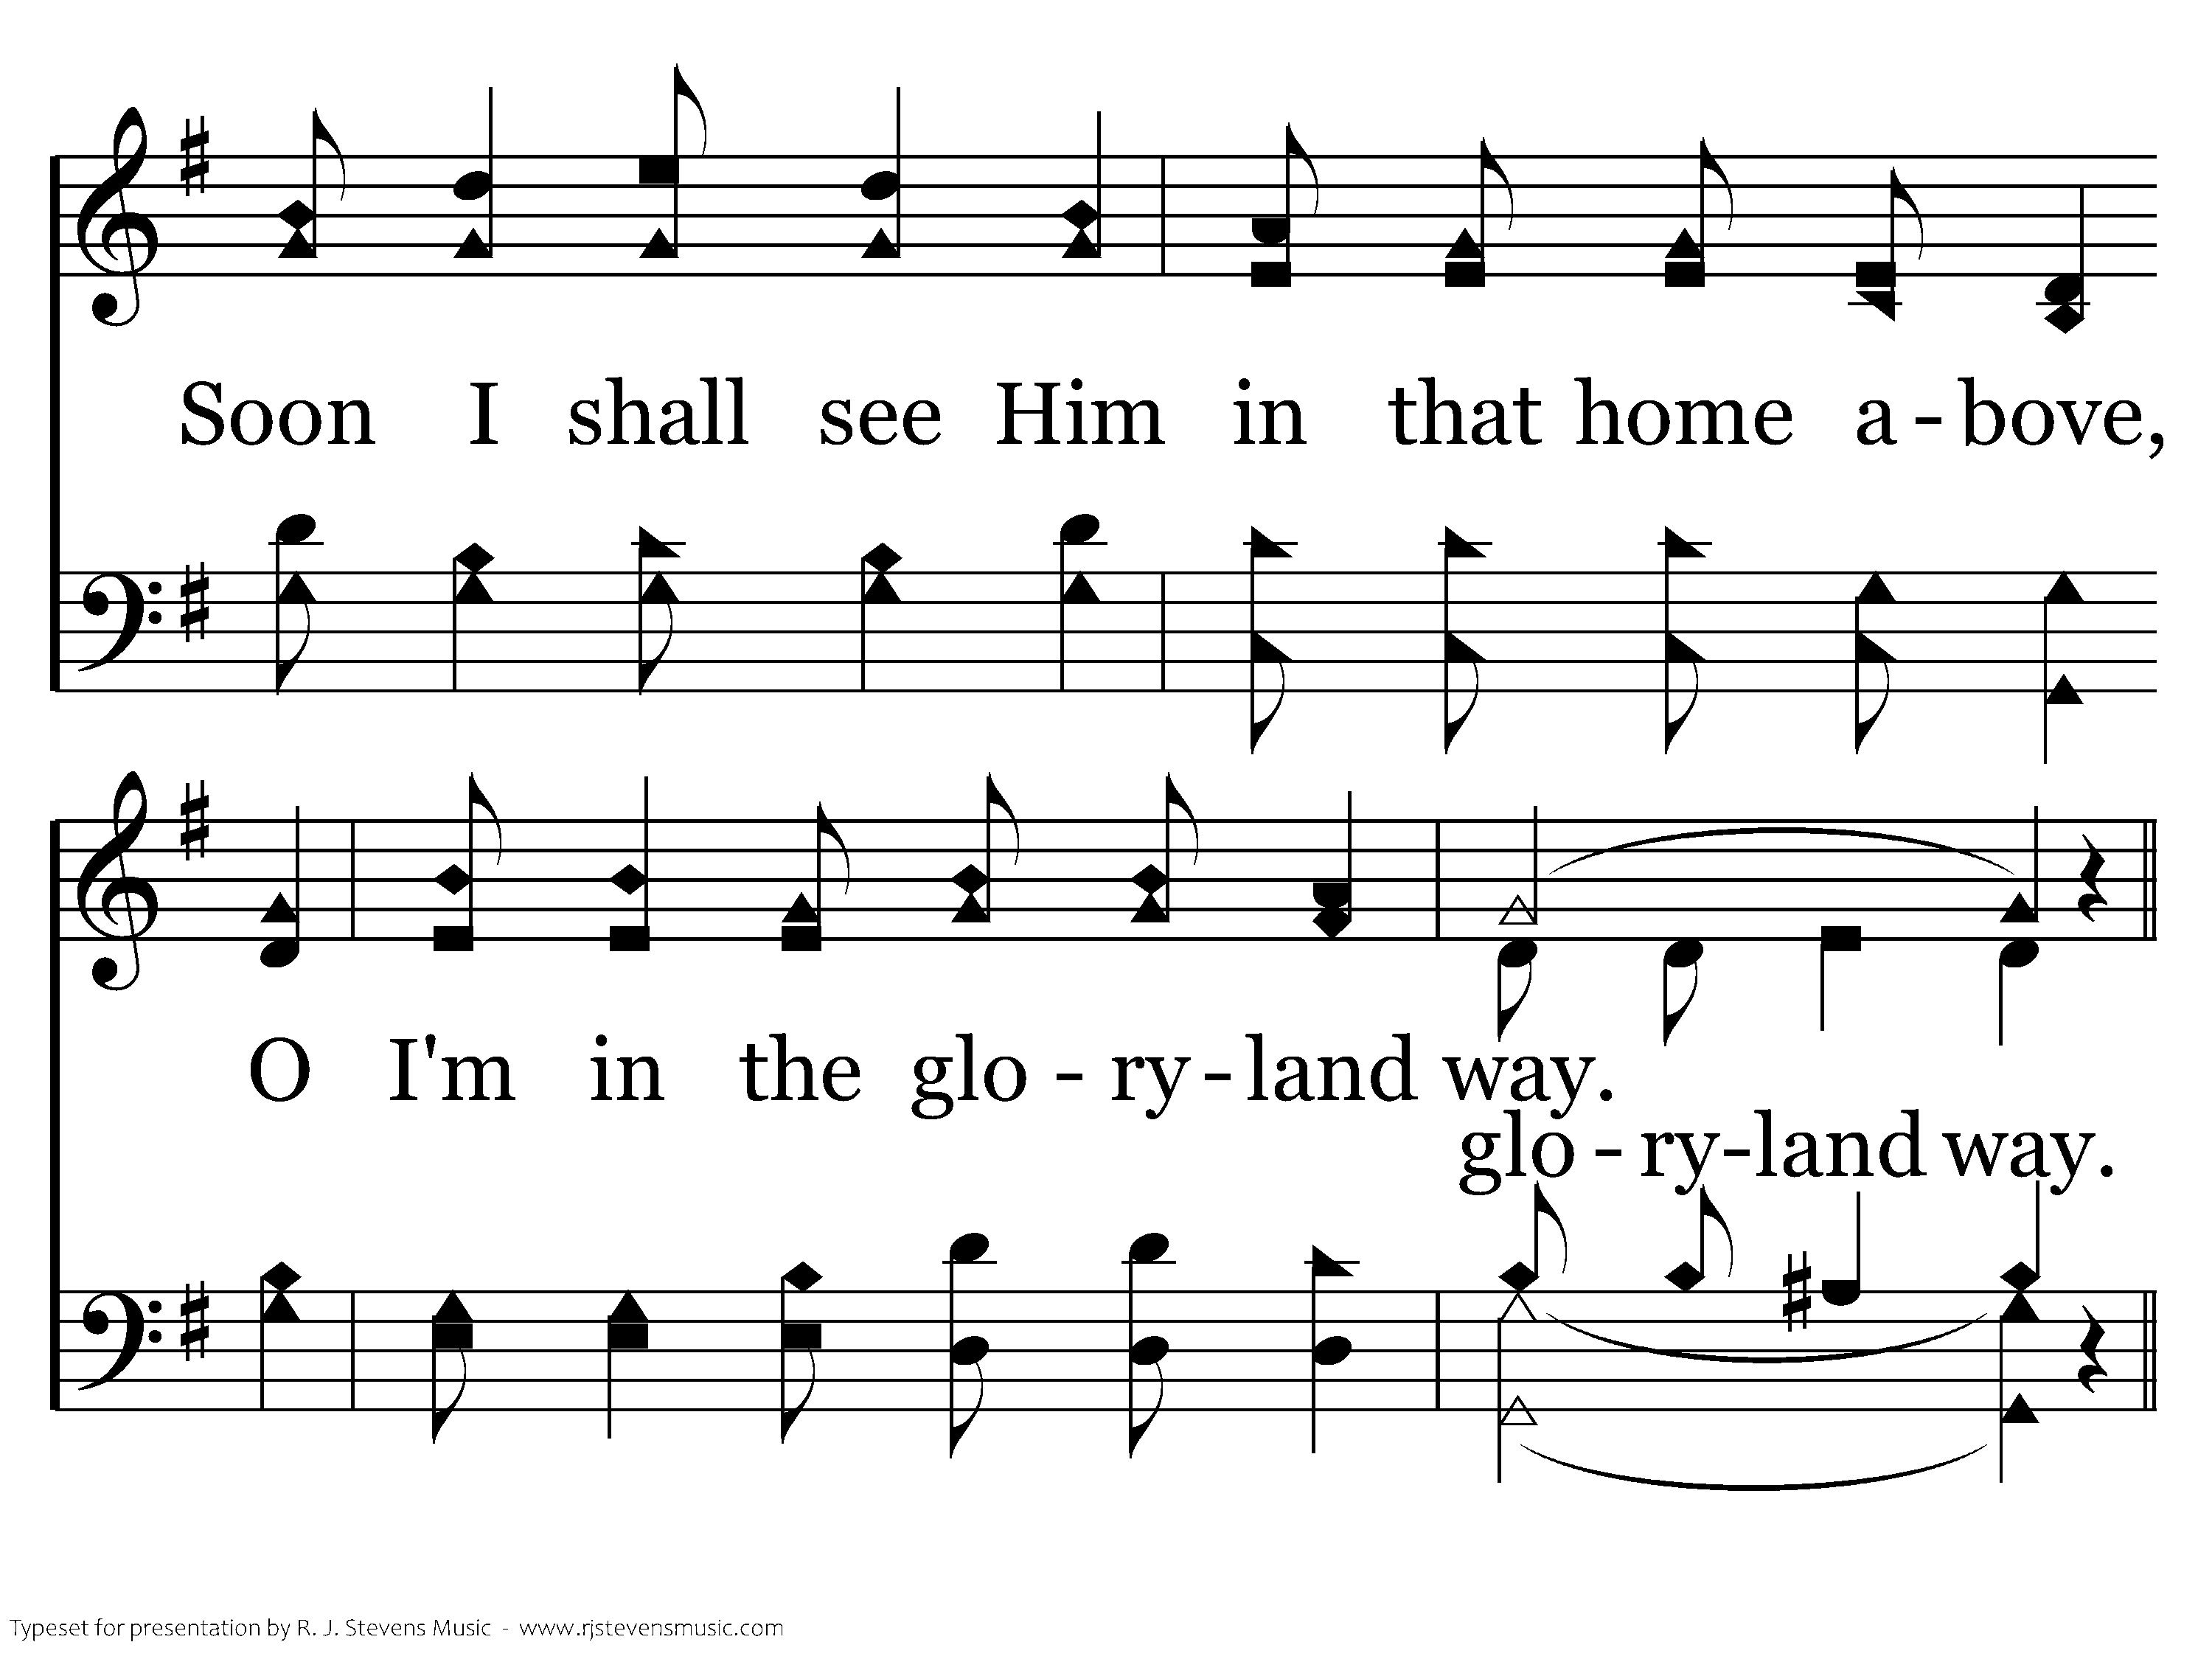 Soon I shall see Him in that home a - bove,
O I'm in the glo - ry - land way.
glo - ry - land way.
Typeset for presentation by R. J. Stevens Music - www.rjstevensmusic.com